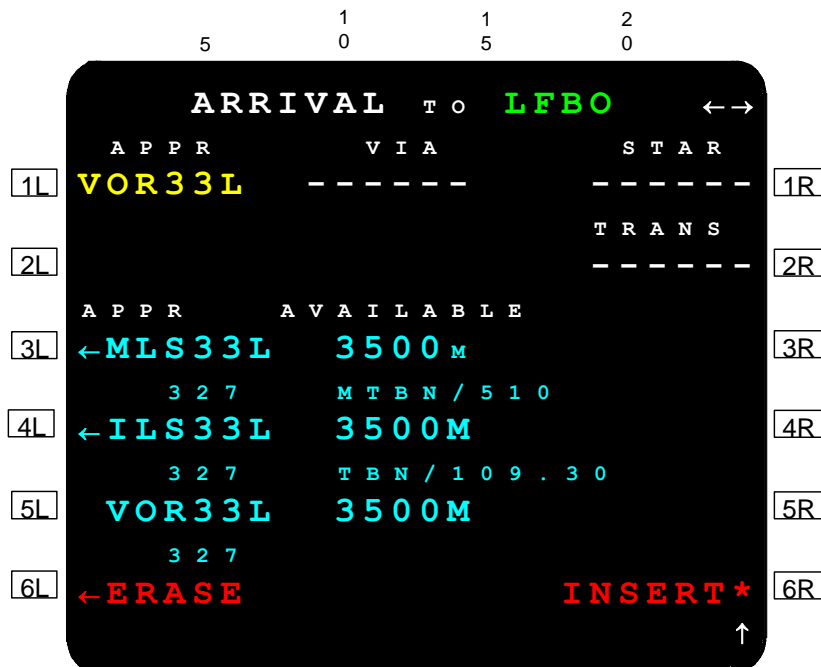 1 1 2
5 0 5 0
ARRIVAL TO LFBO ←→
APPR VIA STAR
1L VOR33L ------ ------ 1R
TRANS
2L ------ 2R
APPR AVAILABLE
3L ←MLS33L 3500M 3R
327 MTBN/510
4L ←ILS33L 3500M 4R
327 TBN/109.30
5L VOR33L 3500M 5R
327
6L ←ERASE INSERT* 6R
↑